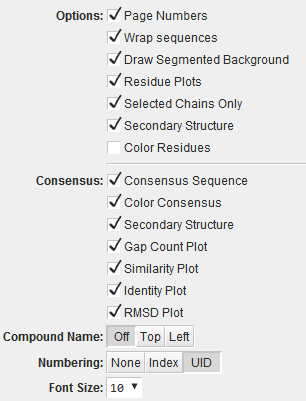 Options: Page Numbers
Wrap sequences
Draw Segmented Background
Residue Plots
Selected Chains Only
Secondary Structure
Color Residues
Consensus: Consensus Sequence
Color Consensus
Secondary Structure
Gap Count Plot
Similarity Plot
Identity Plot
RMSD Plot
Compound Name: Off Top Left
Numbering: None Index UID
Font Size: 10